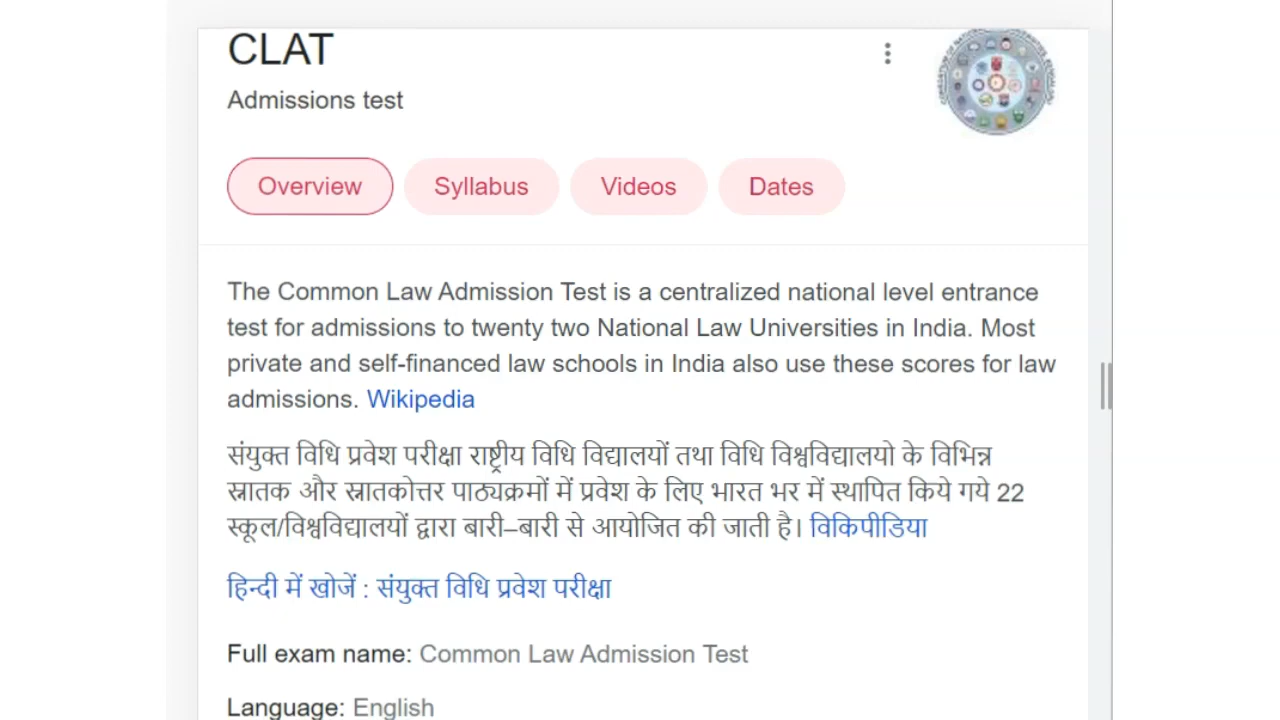 CLAT
Admissions test
Overview
Syllabus
Videos
Dates
The Common Law Admission Test is a centralized national level entrance
test for admissions to twenty two National Law Universities in India. Most
private and self-financed law schools in India also use these scores for law
admissions. Wikipedia
संयुक्त विधि प्रवेश परीक्षा राष्ट्रीय विधि विद्यालयों तथा विधि विश्वविद्यालयो के विभिन्न
स्नातक और स्नातकोत्तर पाठ्यक्रमों में प्रवेश के लिए भारत भर में स्थापित किये गये 22
स्कूल/विश्वविद्यालयों द्वारा बारी–बारी से आयोजित की जाती है। विकिपीडिया
हिन्दी में खोजें : संयुक्त विधि प्रवेश परीक्षा
Full exam name: Common Law Admission Test
Language: English